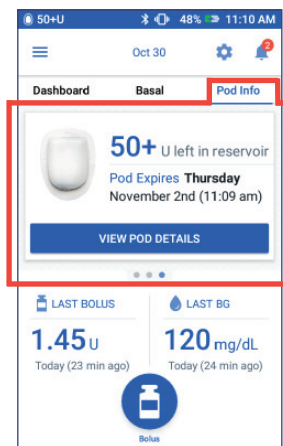 50+U 48% 11:10 AM
Oct 30 2
Dashboard Basal Pod Info
50+ U left in reservoir
Pod Expires Thursday
November 2nd (11:09 am)
VIEW POD DETAILS
LAST BOLUS LAST BG
1.45 U 120 mg/dL
Today (23 min ago) Today (24 min ago)
Bolus